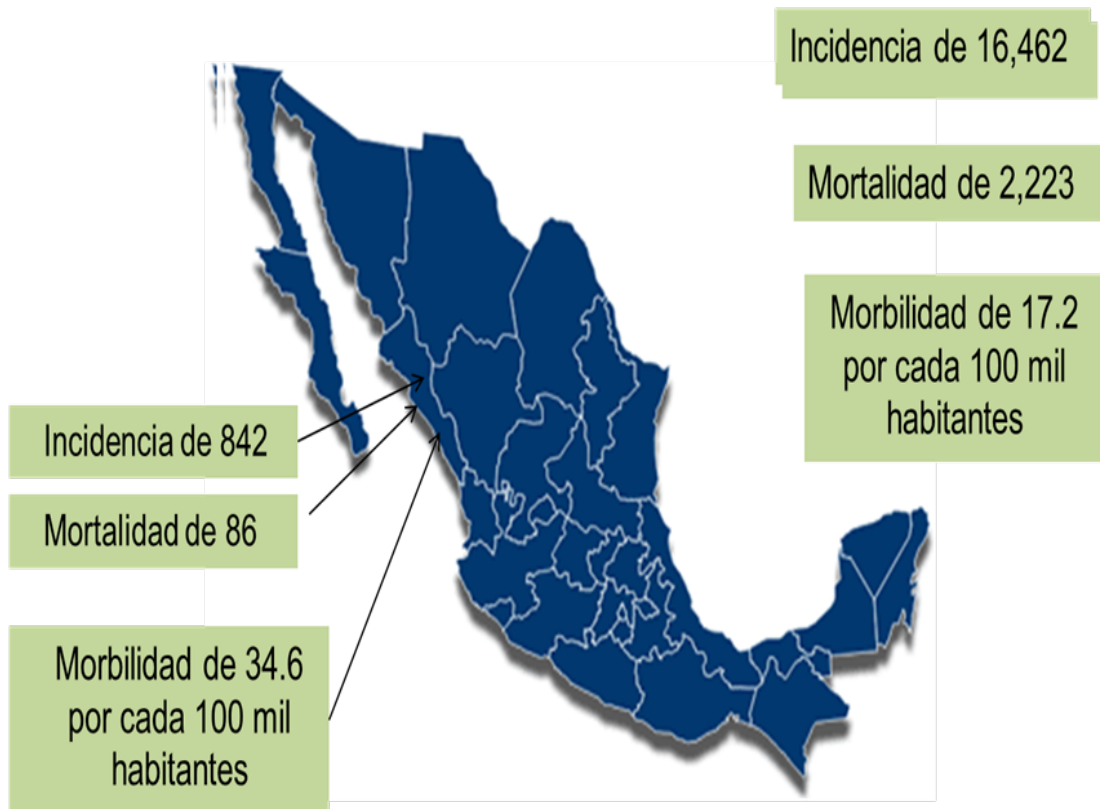 Incidencia de 16,462
Mortalidad de 2,223
Morbilidad de 17.2
por cada 100 mil
habitantes
Incidencia de 842
Mortalidad de 86
Morbilidad de 34.6
por cada 100 mil
habitantes